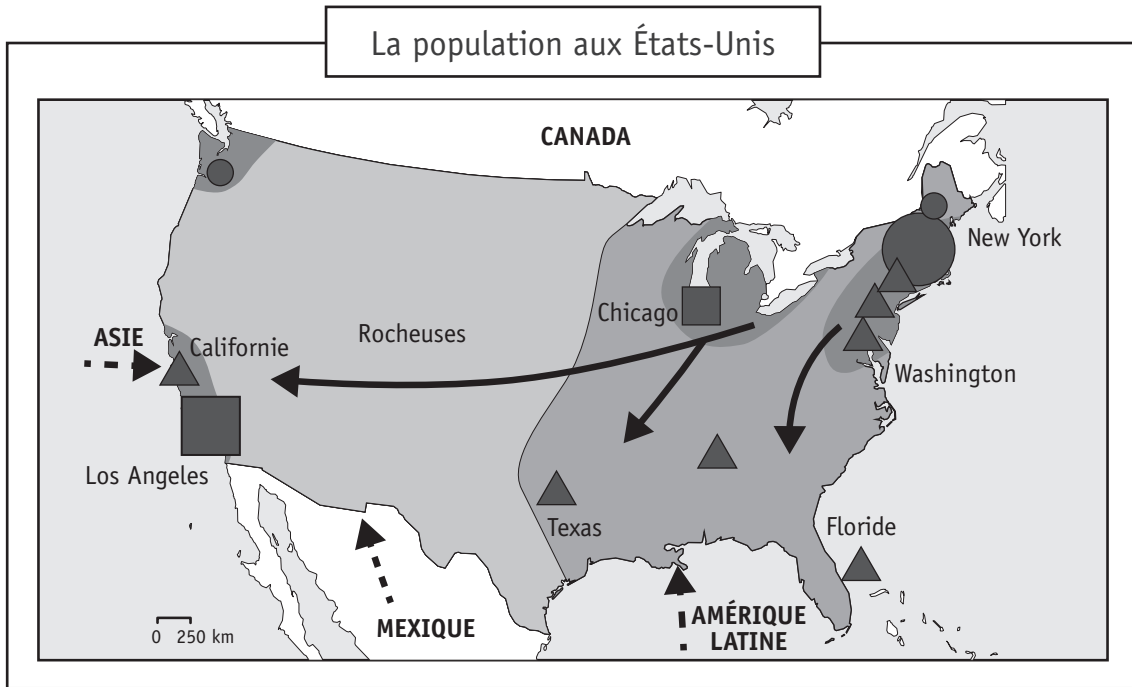 La population aux États-Unis
CANADA
New York
Chicago
Rocheuses
ASIE
Californie
Washington
Los Angeles
Texas
Floride
MEXIQUE
AMÉRIQUE
LATINE
0 250 km